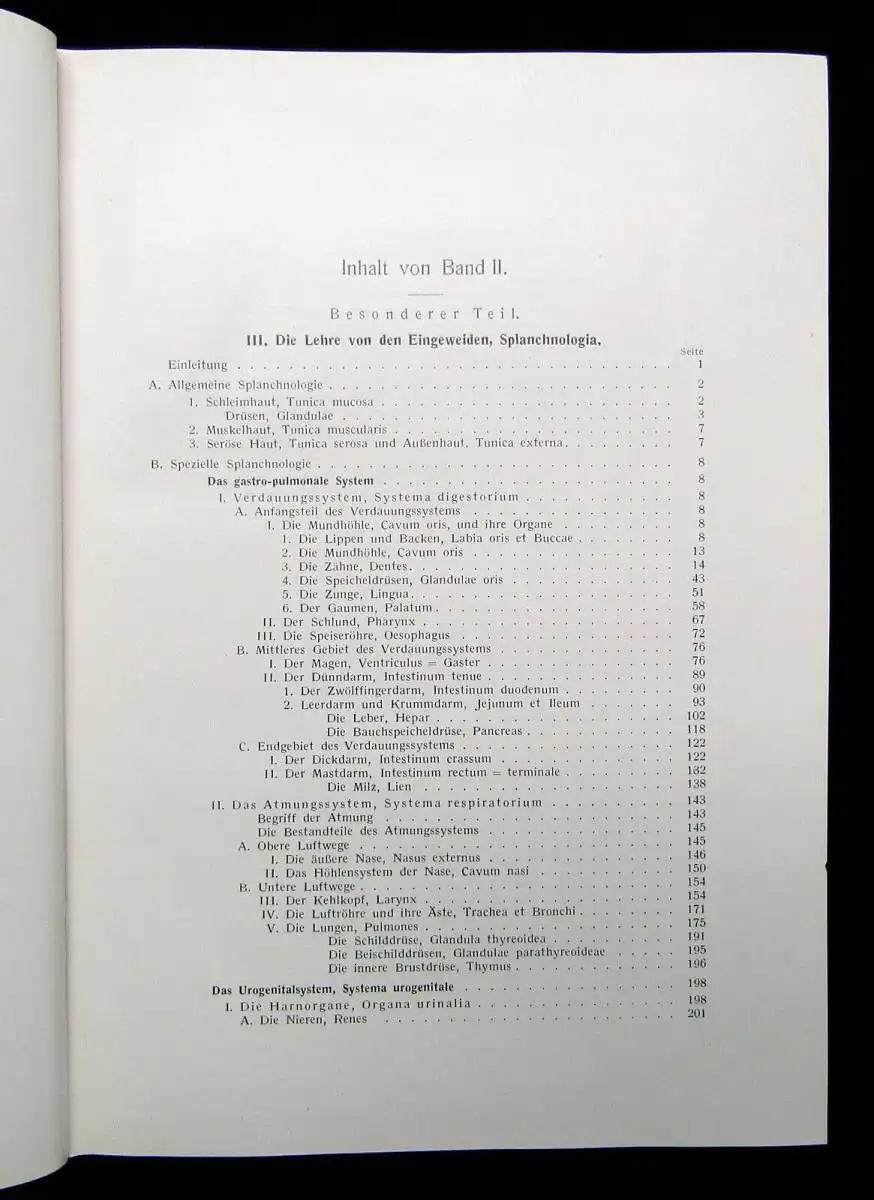 Inhalt von Band II.
Besonderer Teil.
III. Die Lehre von den Eingeweiden, Splanchnologia.
Seite
Einleitung . . . 1
A. Allgemeine Splanchnologie . . . 2
1. Schleimhaut, Tunica mucosa . . . 2
Drüsen, Glandulae . . . 3
2. Muskelhaut, Tunica muscularis . . . 7
3. Seröse Haut, Tunica serosa und Außenhaut, Tunica externa . . . 7
B. Spezielle Splanchnologie . . . 8
Das gastro-pulmonale System . . . 8
I. Verdauungssystem, Systema digestorium . . . 8
A. Anfangsteil des Verdauungssystems . . . 8
I. Die Mundhöhle, Cavum oris, und ihre Organe . . . 8
1. Die Lippen und Backen, Labia oris et Buccae . . . 8
2. Die Mundhöhle, Cavum oris . . . 13
3. Die Zähne, Dentes . . . 14
4. Die Speicheldrüsen, Glandulae oris . . . 43
5. Die Zunge, Lingua . . . 51
6. Der Gaumen, Palatum . . . 58
II. Der Schlund, Pharynx . . . 67
III. Die Speiseröhre, Oesophagus . . . 72
B. Mittleres Gebiet des Verdauungssystems . . . 76
I. Der Magen, Ventriculus = Gaster . . . 76
II. Der Dünndarm, Intestinum tenue . . . 89
1. Der Zwölffingerdarm, Intestinum duodenum . . . 90
2. Leerdarm und Krummdarm, Jejunum et Ileum . . . 93
Die Leber, Hepar . . . 102
Die Bauchspeicheldrüse, Pancreas . . . 118
C. Endgebiet des Verdauungssystems . . . 122
I. Der Dickdarm, Intestinum crassum . . . 122
II. Der Mastdarm, Intestinum rectum = terminale . . . 132
Die Milz, Lien . . . 138
II. Das Atmungssystem, Systema respiratorium . . . 143
Begriff der Atmung . . . 143
Die Bestandteile des Atmungssystems . . . 145
A. Obere Luftwege . . . 145
I. Die äußere Nase, Nasus externus . . . 146
II. Das Höhlensystem der Nase, Cavum nasi . . . 150
B. Untere Luftwege . . . 154
III. Der Kehlkopf, Larynx . . . 154
IV. Die Luftröhre und ihre Äste, Trachea et Bronchi . . . 171
V. Die Lungen, Pulmones . . . 175
Die Schilddrüse, Glandula thyreoidea . . . 191
Die Beischilddrüsen, Glandulae parathyreoideae . . . 195
Die innere Brustdrüse, Thymus . . . 196
Das Urogenitalsystem, Systema urogenitale . . . 198
I. Die Harnorgane, Organa urinalia . . . 198
A. Die Nieren, Renes . . . 201